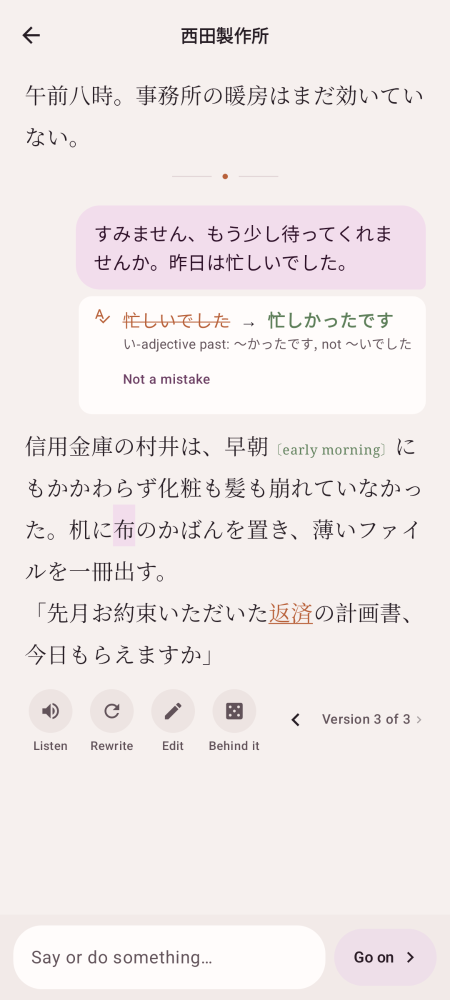 西田製作所
午前八時。事務所の暖房はまだ効いてい
ない。
すみません、もう少し待ってくれま
せんか。昨日は忙しいでした。
忙しいでした → 忙しかったです
い-adjective past: 〜かったです, not 〜いでした
Not a mistake
信用金庫の村井は、早朝［early morning］に
もかかわらず化粧も髪も崩れていなかっ
た。机に布のかばんを置き、薄いファイ
ルを一冊出す。
「先月お約束いただいた返済の計画書、
今日もらえますか」
Listen
Rewrite
Edit
Behind it
Version 3 of 3
Say or do something…
Go on